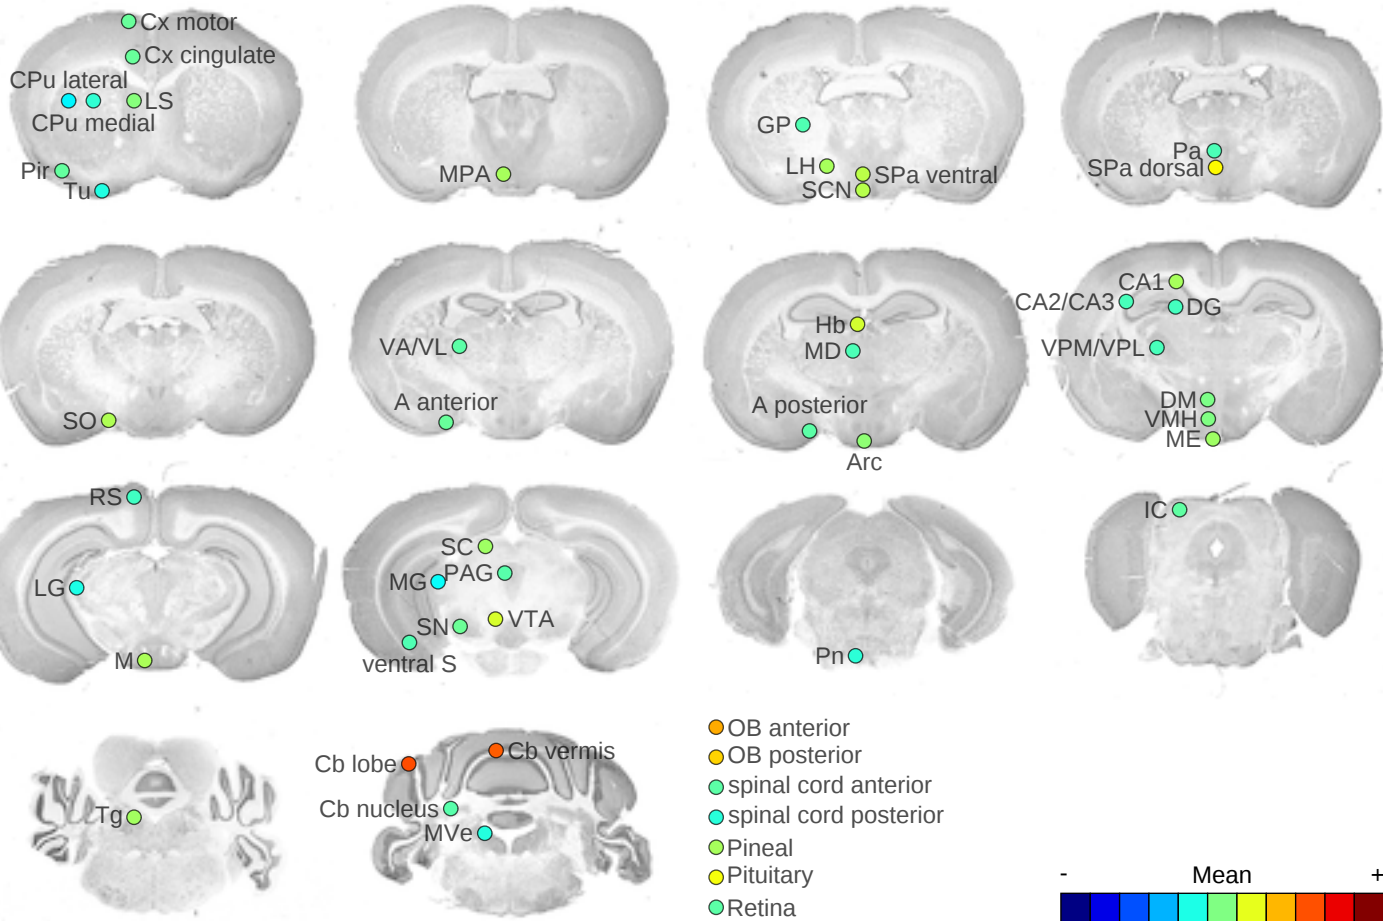 Cx motor
Cx cingulate
CPu lateral
LS
CPu medial
Pir
Tu
MPA
GP
LH
SPa ventral
SCN
Pa
SPa dorsal
SO
VA/VL
A anterior
Hb
MD
A posterior
Arc
CA1
CA2/CA3
DG
VPM/VPL
DM
VMH
ME
RS
LG
M
SC
PAG
MG
VTA
SN
ventral S
Pn
IC
Tg
Cb lobe
Cb vermis
Cb nucleus
MVe
OB anterior
OB posterior
spinal cord anterior
spinal cord posterior
Pineal
Pituitary
Retina
- Mean +